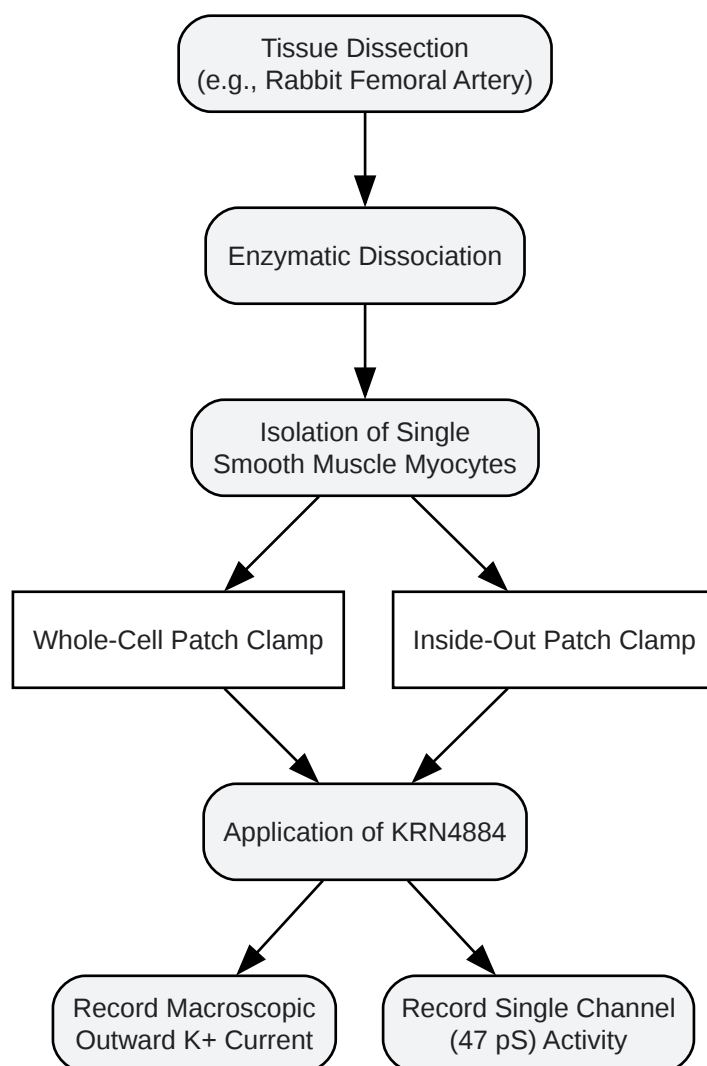 Tissue Dissection
(e.g., Rabbit Femoral Artery)
Enzymatic Dissociation
Isolation of Single
Smooth Muscle Myocytes
Whole-Cell Patch Clamp
Inside-Out Patch Clamp
Application of KRN4884
Record Macroscopic
Outward K+ Current
Record Single Channel
(47 pS) Activity